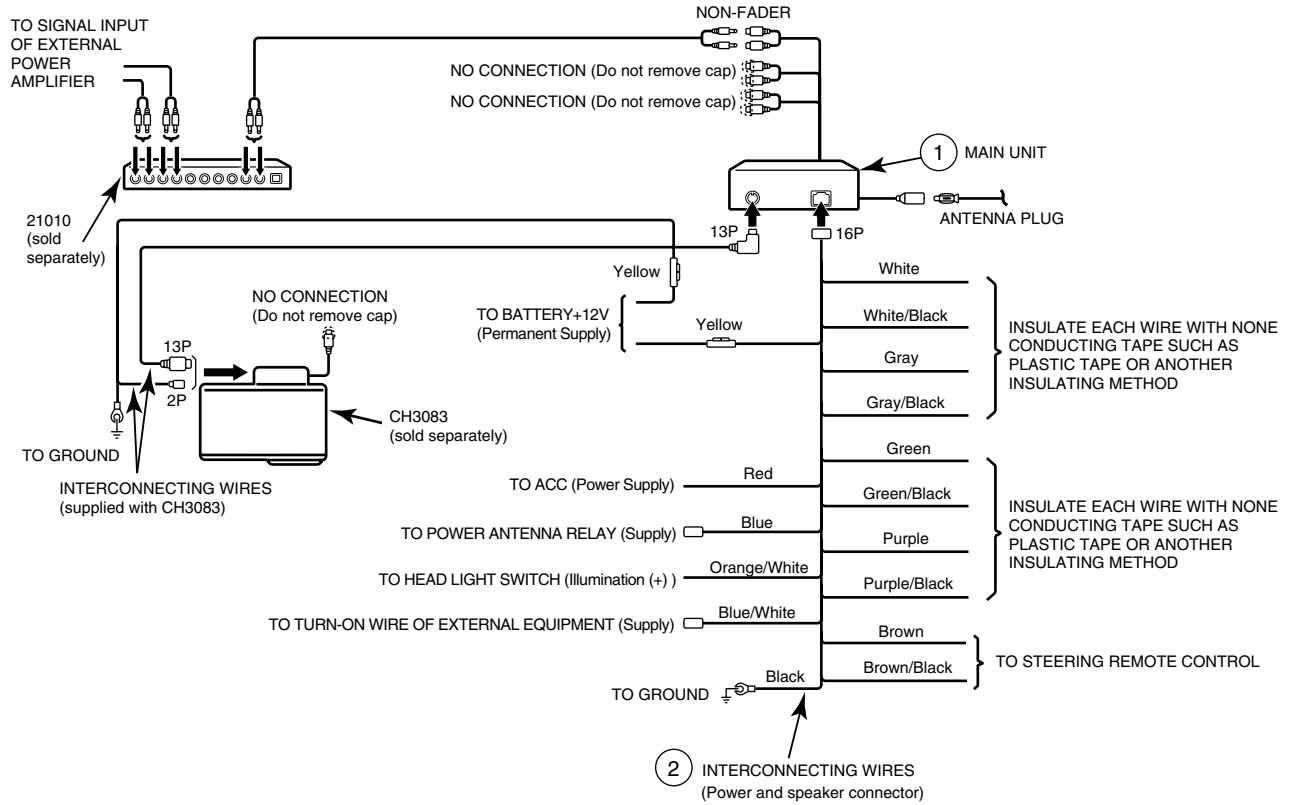 TO SIGNAL INPUT
OF EXTERNAL
POWER
AMPLIFIER
NON-FADER
NO CONNECTION (Do not remove cap)
NO CONNECTION (Do not remove cap)
1 MAIN UNIT
ANTENNA PLUG
21010
(sold
separately)
13P
16P
Yellow
NO CONNECTION
(Do not remove cap)
TO BATTERY+12V
(Permanent Supply)
Yellow
13P
2P
CH3083
(sold separately)
TO GROUND
INTERCONNECTING WIRES
(supplied with CH3083)
White
White/Black
Gray
Gray/Black
INSULATE EACH WIRE WITH NONE
CONDUCTING TAPE SUCH AS
PLASTIC TAPE OR ANOTHER
INSULATING METHOD
Green
Green/Black
Purple
Purple/Black
INSULATE EACH WIRE WITH NONE
CONDUCTING TAPE SUCH AS
PLASTIC TAPE OR ANOTHER
INSULATING METHOD
TO ACC (Power Supply)
Red
TO POWER ANTENNA RELAY (Supply)
Blue
TO HEAD LIGHT SWITCH (Illumination (+) )
Orange/White
TO TURN-ON WIRE OF EXTERNAL EQUIPMENT (Supply)
Blue/White
Brown
Brown/Black
TO STEERING REMOTE CONTROL
TO GROUND
Black
2 INTERCONNECTING WIRES
(Power and speaker connector)